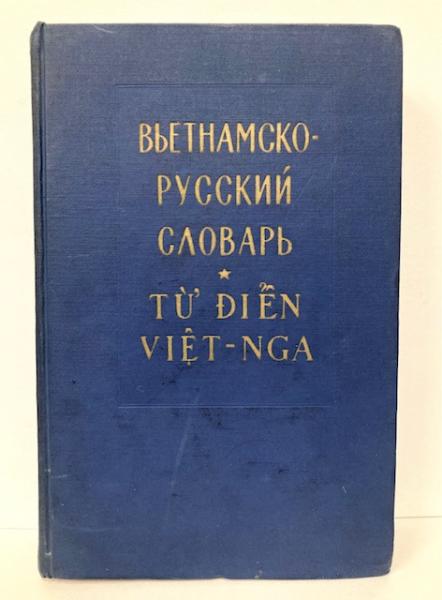 ВЬЕТНАМСКО-
РУССКИЙ
СЛОВАРЬ
★
TỪ ĐIỂN
VIỆT-NGA